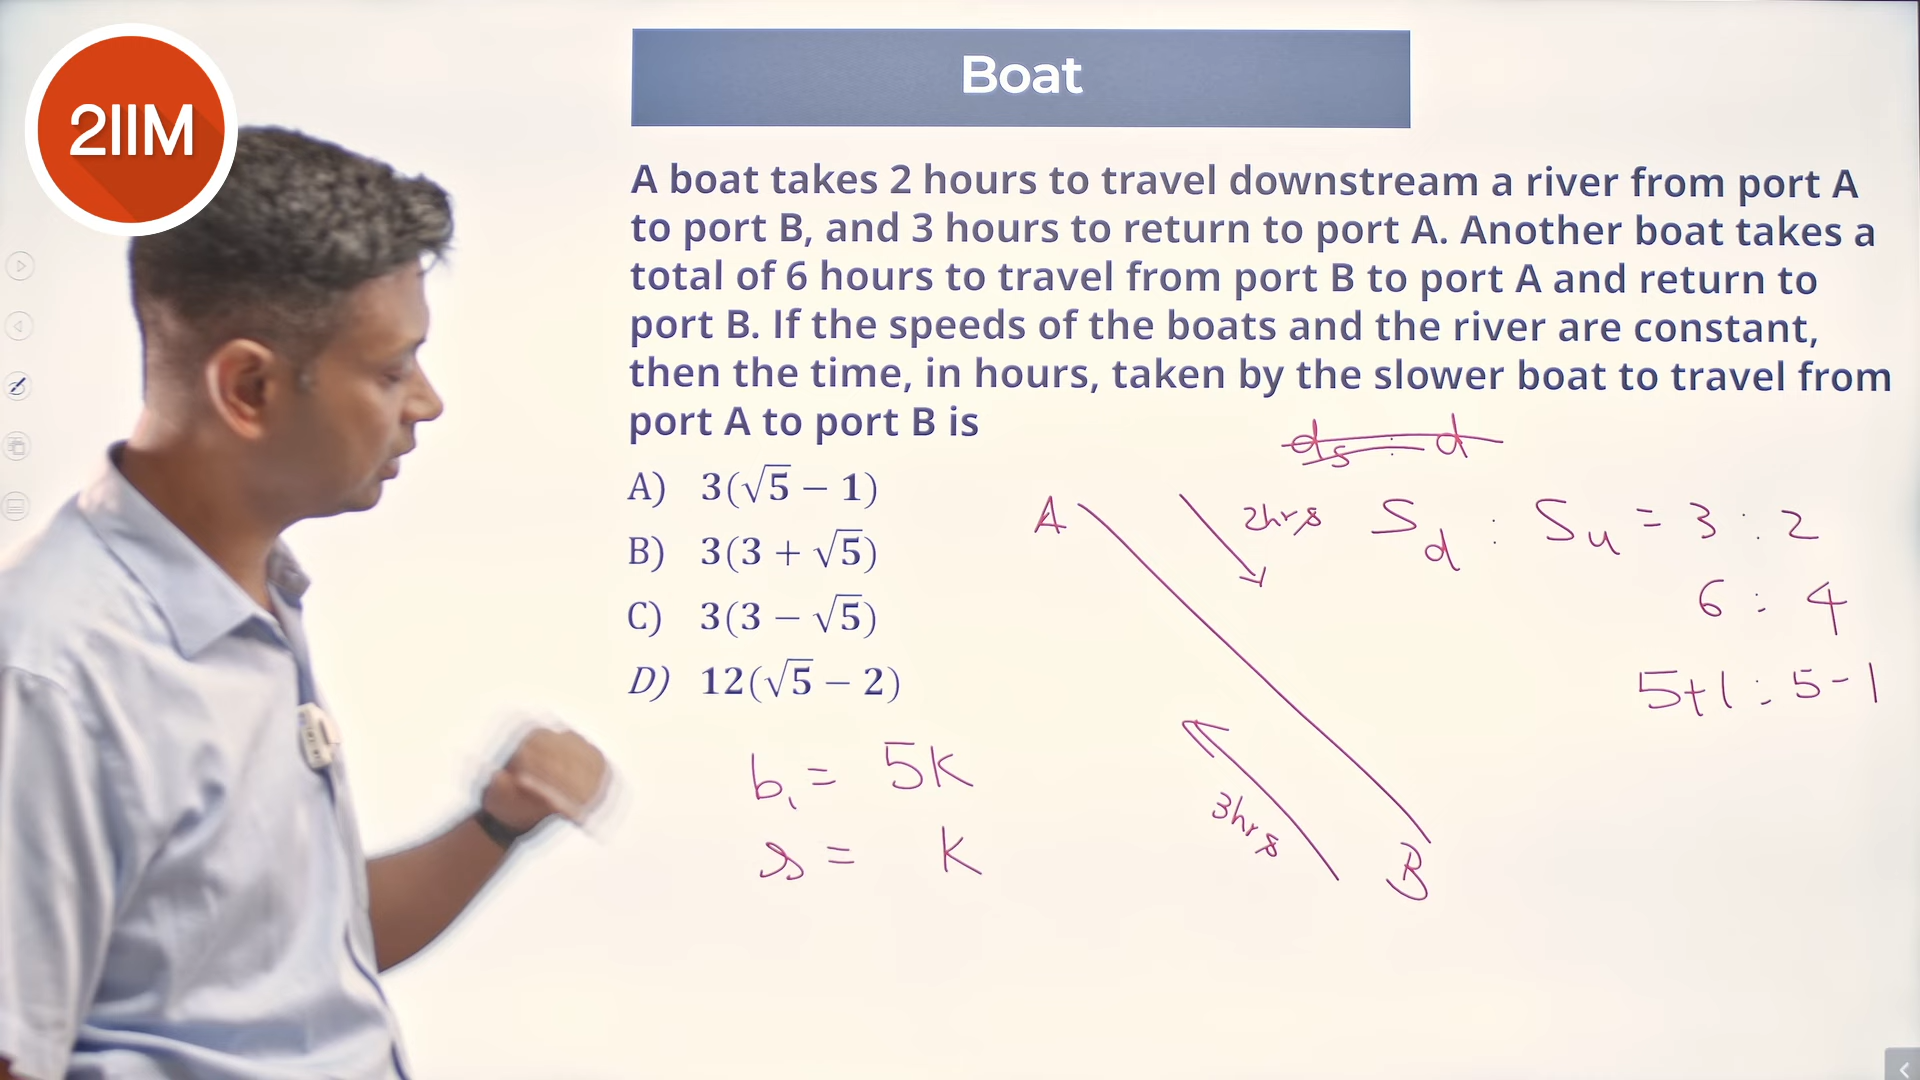 2IIM
Boat
A boat takes 2 hours to travel downstream a river from port A
to port B, and 3 hours to return to port A. Another boat takes a
total of 6 hours to travel from port B to port A and return to
port B. If the speeds of the boats and the river are constant,
then the time, in hours, taken by the slower boat to travel from
port A to port B is
A) 3(√5 − 1)
B) 3(3 + √5)
C) 3(3 − √5)
D) 12(√5 − 2)
ds : d
A
2hrs
Sd : Su = 3 : 2
6 : 4
5+1 : 5-1
b₁ = 5k
s = k
3hrs
B